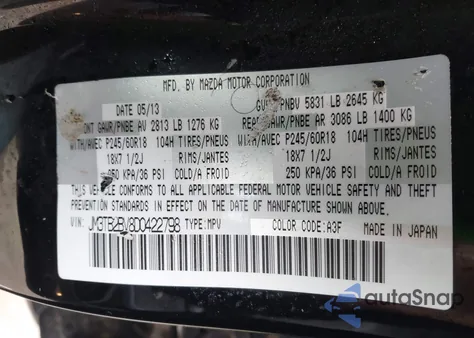 MFD. BY MAZDA MOTOR CORPORATION
DATE 05/13
PNBV 5831 LB 2645 KG
GAWR/PNBE AV 2813 LB 1276 KG
GAWR/PNBE AR 3086 LB 1400 KG
WITH/AVEC P245/60R18 104H TIRES/PNEUS
WITH/AVEC P245/60R18 104H TIRES/PNEUS
18X7 1/2J RIMS/JANTES
18X7 1/2J RIMS/JANTES
250 KPA/36 PSI COLD/A FROID
250 KPA/36 PSI COLD/A FROID
THIS VEHICLE CONFORMS TO ALL APPLICABLE FEDERAL MOTOR VEHICLE SAFETY AND THEFT
PREVENTION STANDARDS IN EFFECT ON THE DATE OF MANUFACTURE SHOWN ABOVE.
VIN: TYPE: MPV COLOR CODE: A3F MADE IN JAPAN
autoSnap